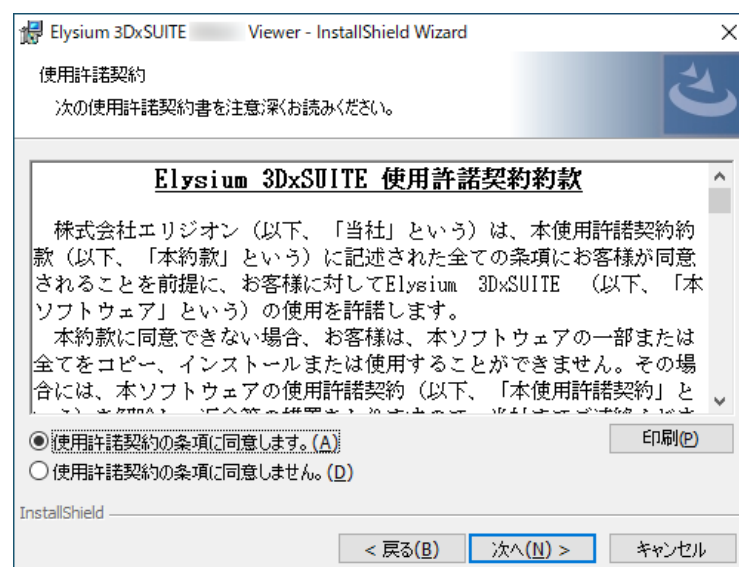 Elysium 3DxSUITE Viewer - InstallShield Wizard
使用許諾契約
次の使用許諾契約書を注意深くお読みください。
Elysium 3DxSUITE 使用許諾契約約款
株式会社エリジオン（以下、「当社」という）は、本使用許諾契約約
款（以下、「本約款」という）に記述された全ての条項にお客様が同意
されることを前提に、お客様に対してElysium 3DxSUITE （以下、「本
ソフトウェア」という）の使用を許諾します。
本約款に同意できない場合、お客様は、本ソフトウェアの一部または
全てをコピー、インストールまたは使用することができません。その場
合には、本ソフトウェアの使用許諾契約（以下、「本使用許諾契約」と
使用許諾契約の条項に同意します。(A)
印刷(P)
使用許諾契約の条項に同意しません。(D)
InstallShield
< 戻る(B)
次へ(N) >
キャンセル